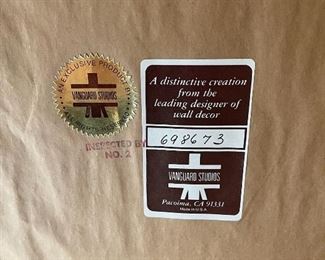 AN EXCLUSIVE PRODUCT BY
VANGUARD STUDIOS
INSPECTED BY
NO. 2
A distinctive creation
from the
leading designer of
wall decor
698673
VANGUARD STUDIOS
Pacoima, CA 91331
Made in U.S.A.